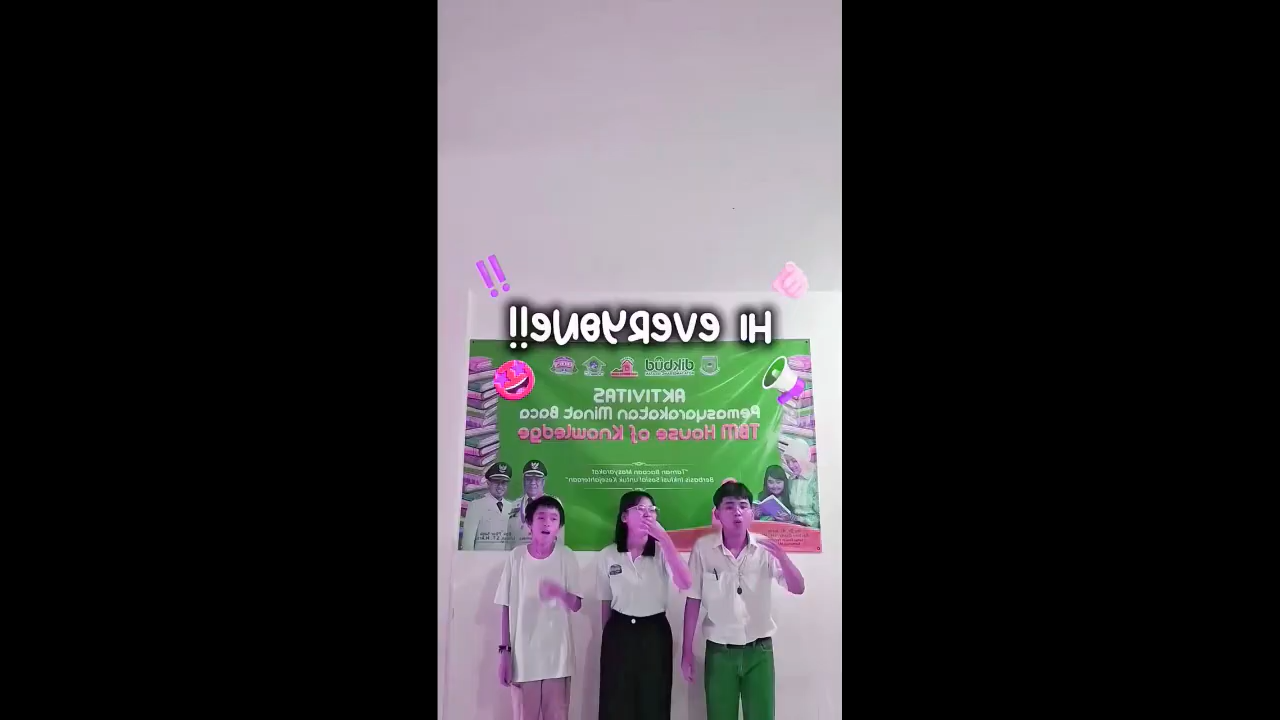 HI EVERYONE!!
dikbud
AKTIVITAS
Pemasyarakatan Minat Baca
TBM House of Knowledge
"Taman Bacaan Masyarakat
Berbasis Inklusi Sosial untuk Kesejahteraan"